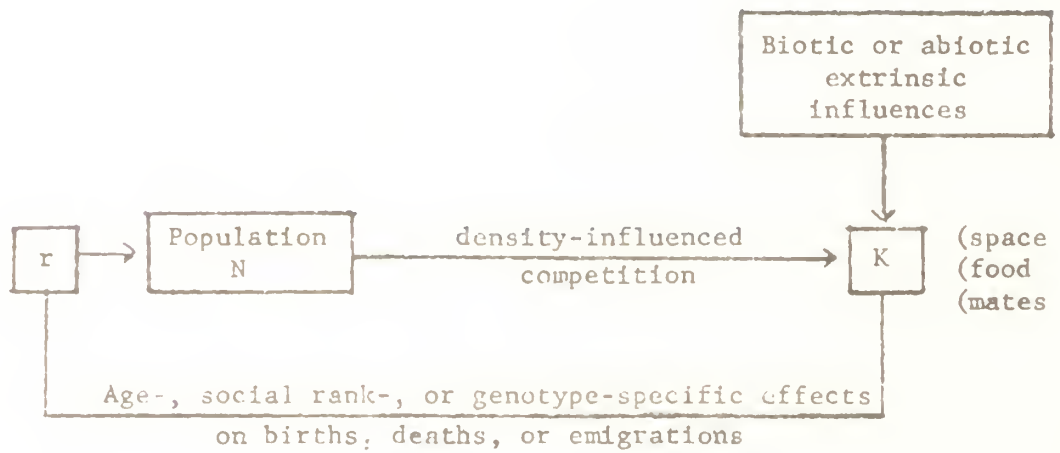 Biotic or abiotic
extrinsic
influences
r
Population
N
density-influenced
competition
K
(space
(food
(mates
Age-, social rank-, or genotype-specific effects
on births, deaths, or emigrations